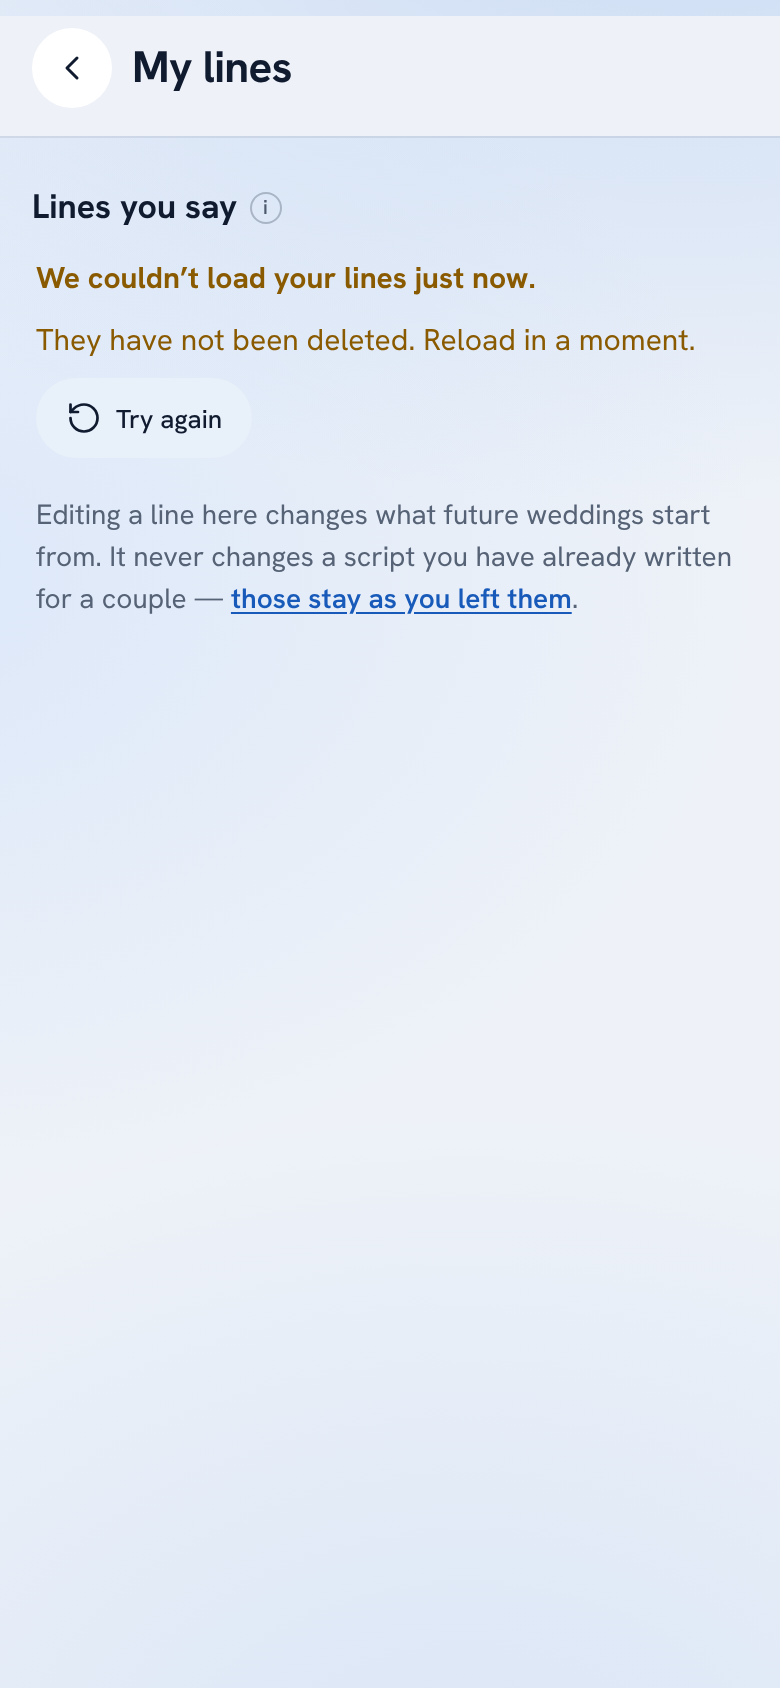 My lines
Lines you say i
We couldn’t load your lines just now.
They have not been deleted. Reload in a moment.
Try again
Editing a line here changes what future weddings start
from. It never changes a script you have already written
for a couple — those stay as you left them.